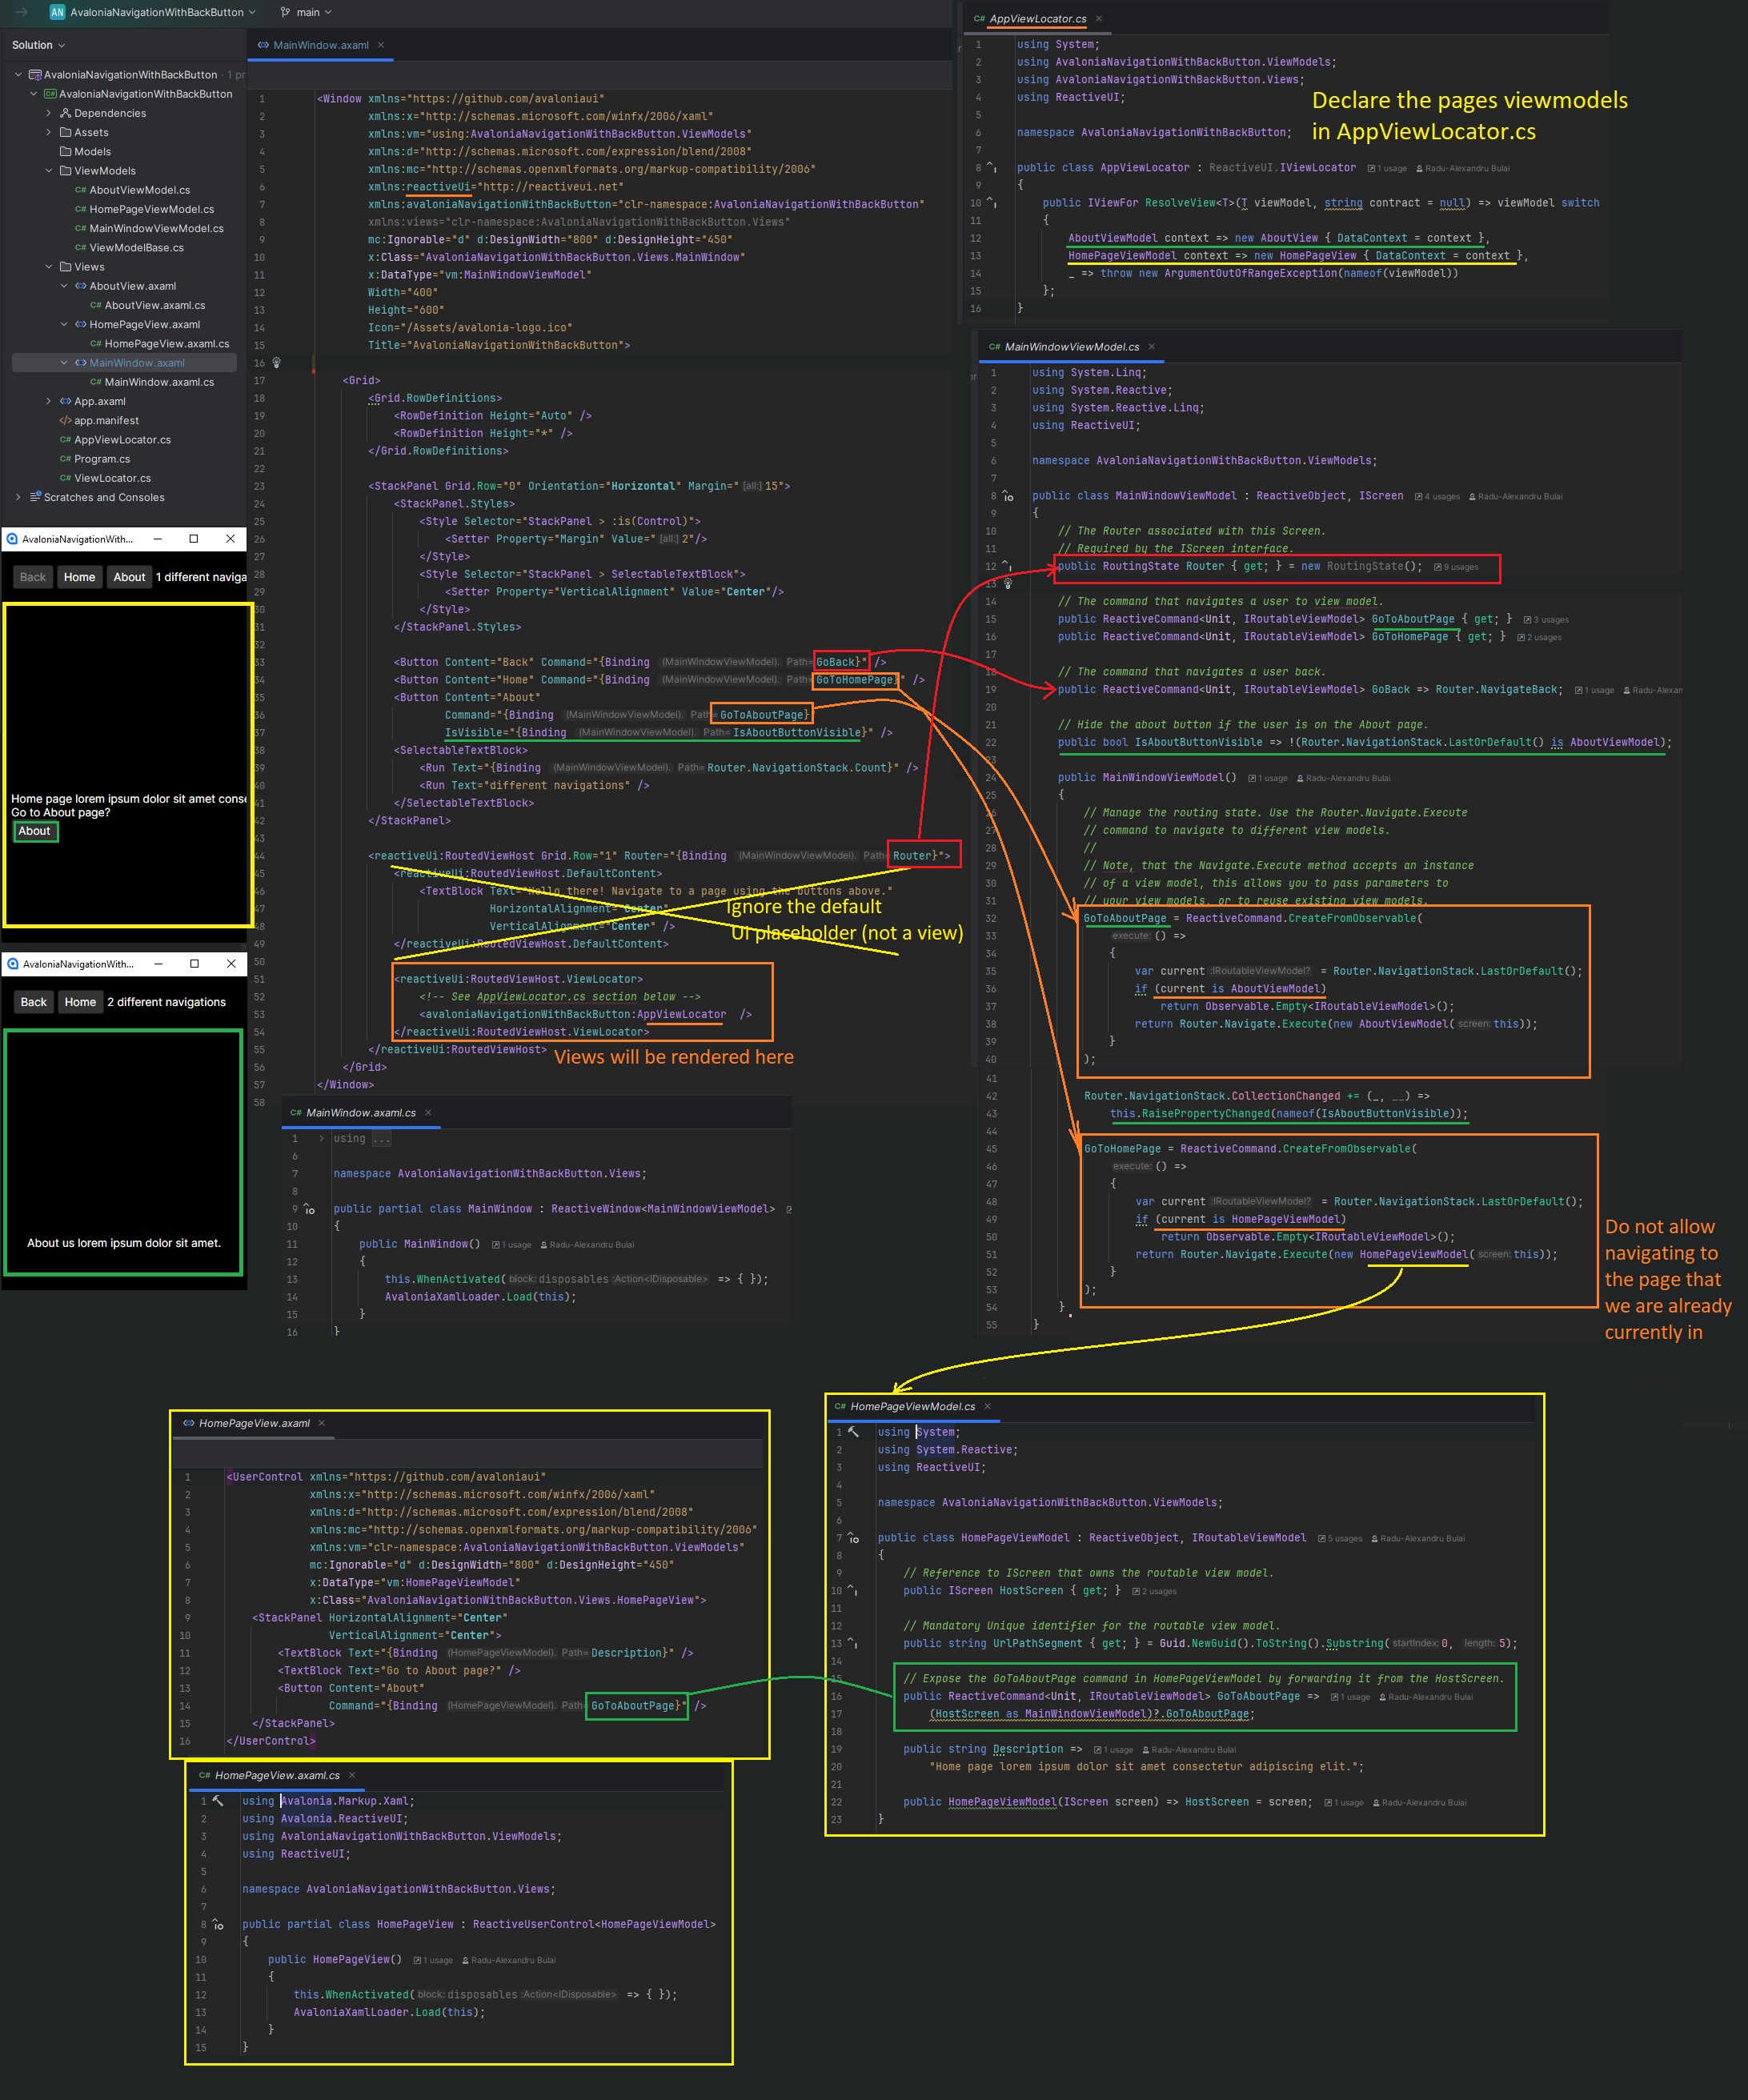 AN AvaloniaNavigationWithBackButton main
Solution
AvaloniaNavigationWithBackButton · 1 pr
AvaloniaNavigationWithBackButton
Dependencies
Assets
Models
ViewModels
C# AboutViewModel.cs
C# HomePageViewModel.cs
C# MainWindowViewModel.cs
C# ViewModelBase.cs
Views
AboutView.axaml
C# AboutView.axaml.cs
HomePageView.axaml
C# HomePageView.axaml.cs
MainWindow.axaml
C# MainWindow.axaml.cs
App.axaml
app.manifest
C# AppViewLocator.cs
C# Program.cs
C# ViewLocator.cs
Scratches and Consoles
AvaloniaNavigationWith...
Back Home About 1 different naviga
Home page lorem ipsum dolor sit amet conse
Go to About page?
About
AvaloniaNavigationWith...
Back Home 2 different navigations
About us lorem ipsum dolor sit amet.
MainWindow.axaml
1 <Window xmlns="https://github.com/avaloniaui"
2 xmlns:x="http://schemas.microsoft.com/winfx/2006/xaml"
3 xmlns:vm="using:AvaloniaNavigationWithBackButton.ViewModels"
4 xmlns:d="http://schemas.microsoft.com/expression/blend/2008"
5 xmlns:mc="http://schemas.openxmlformats.org/markup-compatibility/2006"
6 xmlns:reactiveUi="http://reactiveui.net"
7 xmlns:avaloniaNavigationWithBackButton="clr-namespace:AvaloniaNavigationWithBackButton"
8 xmlns:views="clr-namespace:AvaloniaNavigationWithBackButton.Views"
9 mc:Ignorable="d" d:DesignWidth="800" d:DesignHeight="450"
10 x:Class="AvaloniaNavigationWithBackButton.Views.MainWindow"
11 x:DataType="vm:MainWindowViewModel"
12 Width="400"
13 Height="600"
14 Icon="/Assets/avalonia-logo.ico"
15 Title="AvaloniaNavigationWithBackButton">
16
17 <Grid>
18 <Grid.RowDefinitions>
19 <RowDefinition Height="Auto" />
20 <RowDefinition Height="*" />
21 </Grid.RowDefinitions>
22
23 <StackPanel Grid.Row="0" Orientation="Horizontal" Margin="[all:]15">
24 <StackPanel.Styles>
25 <Style Selector="StackPanel > :is(Control)">
26 <Setter Property="Margin" Value="[all:]2"/>
27 </Style>
28 <Style Selector="StackPanel > SelectableTextBlock">
29 <Setter Property="VerticalAlignment" Value="Center"/>
30 </Style>
31 </StackPanel.Styles>
32
33 <Button Content="Back" Command="{Binding (MainWindowViewModel). Path=GoBack}" />
34 <Button Content="Home" Command="{Binding (MainWindowViewModel). Path=GoToHomePage}" />
35 <Button Content="About"
36 Command="{Binding (MainWindowViewModel). Path=GoToAboutPage}
37 IsVisible="{Binding (MainWindowViewModel). Path=IsAboutButtonVisible}" />
38 <SelectableTextBlock>
39 <Run Text="{Binding (MainWindowViewModel). Path=Router.NavigationStack.Count}" />
40 <Run Text="different navigations" />
41 </SelectableTextBlock>
42 </StackPanel>
43
44 <reactiveUi:RoutedViewHost Grid.Row="1" Router="{Binding (MainWindowViewModel). Path=Router}">
45 <reactiveUi:RoutedViewHost.DefaultContent>
46 <TextBlock Text="Hello there! Navigate to a page using the buttons above."
47 HorizontalAlignment="Center"
48 VerticalAlignment="Center" />
49 </reactiveUi:RoutedViewHost.DefaultContent>
Ignore the default
UI placeholder (not a view)
50
51 <reactiveUi:RoutedViewHost.ViewLocator>
52 <!-- See AppViewLocator.cs section below -->
53 <avaloniaNavigationWithBackButton:AppViewLocator />
54 </reactiveUi:RoutedViewHost.ViewLocator>
55 </reactiveUi:RoutedViewHost>
Views will be rendered here
56 </Grid>
57 </Window>
58
C# MainWindow.axaml.cs
1 using ...
6
7 namespace AvaloniaNavigationWithBackButton.Views;
8
9 public partial class MainWindow : ReactiveWindow<MainWindowViewModel>
10 {
11 public MainWindow() 1 usage Radu-Alexandru Bulai
12 {
13 this.WhenActivated(block: disposables :Action<IDisposable> => { });
14 AvaloniaXamlLoader.Load(this);
15 }
16 }
C# AppViewLocator.cs
1 using System;
2 using AvaloniaNavigationWithBackButton.ViewModels;
3 using AvaloniaNavigationWithBackButton.Views;
4 using ReactiveUI;
5
6 namespace AvaloniaNavigationWithBackButton;
7
8 public class AppViewLocator : ReactiveUI.IViewLocator 1 usage Radu-Alexandru Bulai
9 {
10 public IViewFor ResolveView<T>(T viewModel, string contract = null) => viewModel switch
11 {
12 AboutViewModel context => new AboutView { DataContext = context },
13 HomePageViewModel context => new HomePageView { DataContext = context },
14 _ => throw new ArgumentOutOfRangeException(nameof(viewModel))
15 };
16 }
Declare the pages viewmodels
in AppViewLocator.cs
C# MainWindowViewModel.cs
1 using System.Linq;
2 using System.Reactive;
3 using System.Reactive.Linq;
4 using ReactiveUI;
5
6 namespace AvaloniaNavigationWithBackButton.ViewModels;
7
8 public class MainWindowViewModel : ReactiveObject, IScreen 4 usages Radu-Alexandru Bulai
9 {
10 // The Router associated with this Screen.
11 // Required by the IScreen interface.
12 public RoutingState Router { get; } = new RoutingState(); 9 usages
13
14 // The command that navigates a user to view model.
15 public ReactiveCommand<Unit, IRoutableViewModel> GoToAboutPage { get; } 3 usages
16 public ReactiveCommand<Unit, IRoutableViewModel> GoToHomePage { get; } 2 usages
17
18 // The command that navigates a user back.
19 public ReactiveCommand<Unit, IRoutableViewModel> GoBack => Router.NavigateBack; 1 usage Radu-Alexan
20
21 // Hide the about button if the user is on the About page.
22 public bool IsAboutButtonVisible => !(Router.NavigationStack.LastOrDefault() is AboutViewModel);
23
24 public MainWindowViewModel() 1 usage Radu-Alexandru Bulai
25 {
26 // Manage the routing state. Use the Router.Navigate.Execute
27 // command to navigate to different view models.
28 //
29 // Note, that the Navigate.Execute method accepts an instance
30 // of a view model, this allows you to pass parameters to
31 // your view models, or to reuse existing view models.
32 GoToAboutPage = ReactiveCommand.CreateFromObservable(
33 execute: () =>
34 {
35 var current :IRoutableViewModel? = Router.NavigationStack.LastOrDefault();
36 if (current is AboutViewModel)
37 return Observable.Empty<IRoutableViewModel>();
38 return Router.Navigate.Execute(new AboutViewModel(screen: this));
39 }
40 );
41
42 Router.NavigationStack.CollectionChanged += (_, __) =>
43 this.RaisePropertyChanged(nameof(IsAboutButtonVisible));
44
45 GoToHomePage = ReactiveCommand.CreateFromObservable(
46 execute: () =>
47 {
48 var current :IRoutableViewModel? = Router.NavigationStack.LastOrDefault();
49 if (current is HomePageViewModel)
50 return Observable.Empty<IRoutableViewModel>();
51 return Router.Navigate.Execute(new HomePageViewModel(screen: this));
52 }
53 );
54 }
55 }
Do not allow
navigating to
the page that
we are already
currently in
HomePageView.axaml
1 <UserControl xmlns="https://github.com/avaloniaui"
2 xmlns:x="http://schemas.microsoft.com/winfx/2006/xaml"
3 xmlns:d="http://schemas.microsoft.com/expression/blend/2008"
4 xmlns:mc="http://schemas.openxmlformats.org/markup-compatibility/2006"
5 xmlns:vm="clr-namespace:AvaloniaNavigationWithBackButton.ViewModels"
6 mc:Ignorable="d" d:DesignWidth="800" d:DesignHeight="450"
7 x:DataType="vm:HomePageViewModel"
8 x:Class="AvaloniaNavigationWithBackButton.Views.HomePageView">
9 <StackPanel HorizontalAlignment="Center"
10 VerticalAlignment="Center">
11 <TextBlock Text="{Binding (HomePageViewModel). Path=Description}" />
12 <TextBlock Text="Go to About page?" />
13 <Button Content="About"
14 Command="{Binding (HomePageViewModel). Path=GoToAboutPage}" />
15 </StackPanel>
16 </UserControl>
C# HomePageView.axaml.cs
1 using Avalonia.Markup.Xaml;
2 using Avalonia.ReactiveUI;
3 using AvaloniaNavigationWithBackButton.ViewModels;
4 using ReactiveUI;
5
6 namespace AvaloniaNavigationWithBackButton.Views;
7
8 public partial class HomePageView : ReactiveUserControl<HomePageViewModel>
9 {
10 public HomePageView() 1 usage Radu-Alexandru Bulai
11 {
12 this.WhenActivated(block: disposables :Action<IDisposable> => { });
13 AvaloniaXamlLoader.Load(this);
14 }
15 }
C# HomePageViewModel.cs
1 using System;
2 using System.Reactive;
3 using ReactiveUI;
4
5 namespace AvaloniaNavigationWithBackButton.ViewModels;
6
7 public class HomePageViewModel : ReactiveObject, IRoutableViewModel 5 usages Radu-Alexandru Bulai
8 {
9 // Reference to IScreen that owns the routable view model.
10 public IScreen HostScreen { get; } 2 usages
11
12 // Mandatory Unique identifier for the routable view model.
13 public string UrlPathSegment { get; } = Guid.NewGuid().ToString().Substring(startIndex: 0, length: 5);
14
15 // Expose the GoToAboutPage command in HomePageViewModel by forwarding it from the HostScreen.
16 public ReactiveCommand<Unit, IRoutableViewModel> GoToAboutPage => 1 usage Radu-Alexandru Bulai
17 (HostScreen as MainWindowViewModel)?.GoToAboutPage;
18
19 public string Description => 1 usage Radu-Alexandru Bulai
20 "Home page lorem ipsum dolor sit amet consectetur adipiscing elit.";
21
22 public HomePageViewModel(IScreen screen) => HostScreen = screen; 1 usage Radu-Alexandru Bulai
23 }